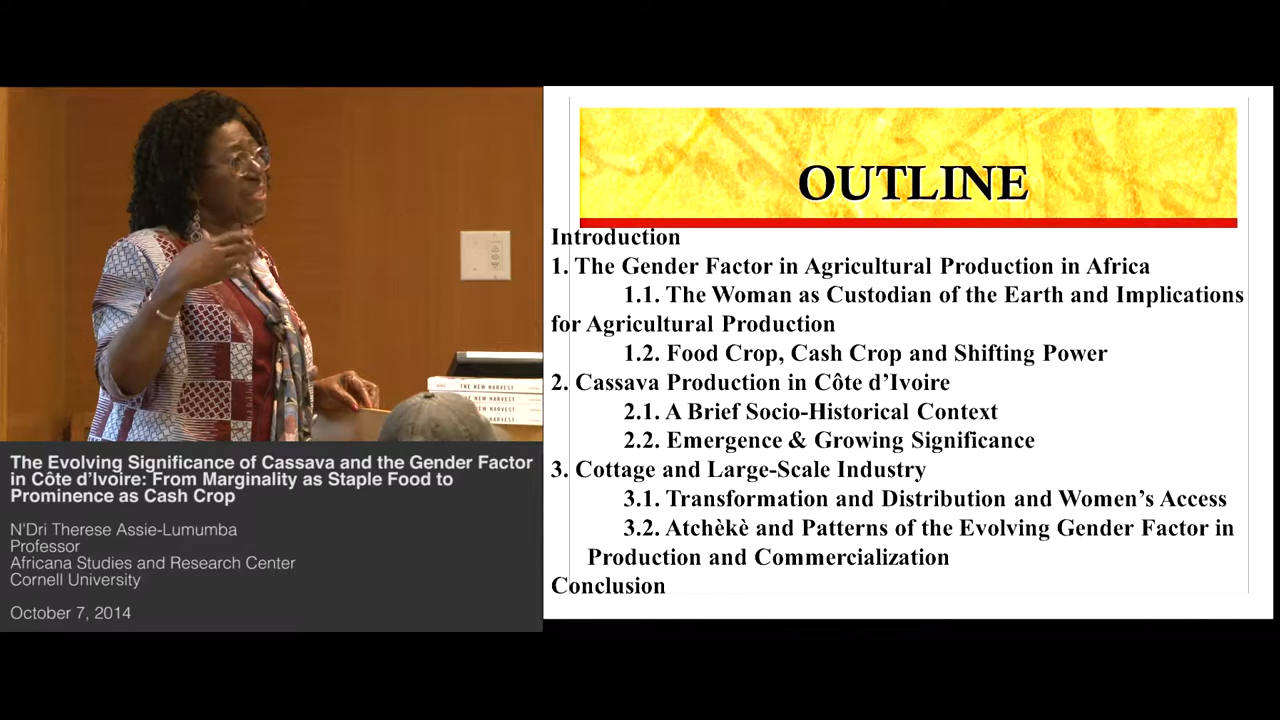 OUTLINE
Introduction
1. The Gender Factor in Agricultural Production in Africa
1.1. The Woman as Custodian of the Earth and Implications
for Agricultural Production
1.2. Food Crop, Cash Crop and Shifting Power
2. Cassava Production in Côte d’Ivoire
2.1. A Brief Socio-Historical Context
2.2. Emergence & Growing Significance
3. Cottage and Large-Scale Industry
3.1. Transformation and Distribution and Women’s Access
3.2. Atchèkè and Patterns of the Evolving Gender Factor in
Production and Commercialization
Conclusion
THE NEW HARVEST
HARVEST
HARVEST
HARVEST
The Evolving Significance of Cassava and the Gender Factor
in Côte d’Ivoire: From Marginality as Staple Food to
Prominence as Cash Crop
N’Dri Therese Assie-Lumumba
Professor
Africana Studies and Research Center
Cornell University
October 7, 2014